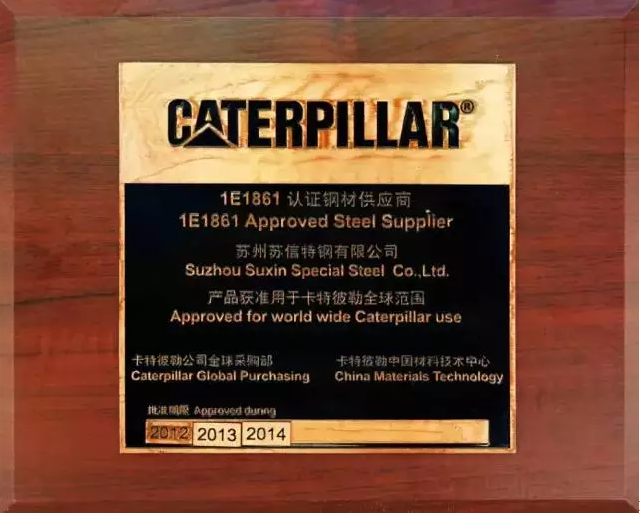 CATERPILLAR®
1E1861 认证钢材供应商
1E1861 Approved Steel Supplier
苏州苏信特钢有限公司
Suzhou Suxin Special Steel Co.,Ltd.
产品获准用于卡特彼勒全球范围
Approved for world wide Caterpillar use
卡特彼勒公司全球采购部 卡特彼勒中国材料技术中心
Caterpillar Global Purchasing China Materials Technology
批准期限 Approved during
2012 2013 2014